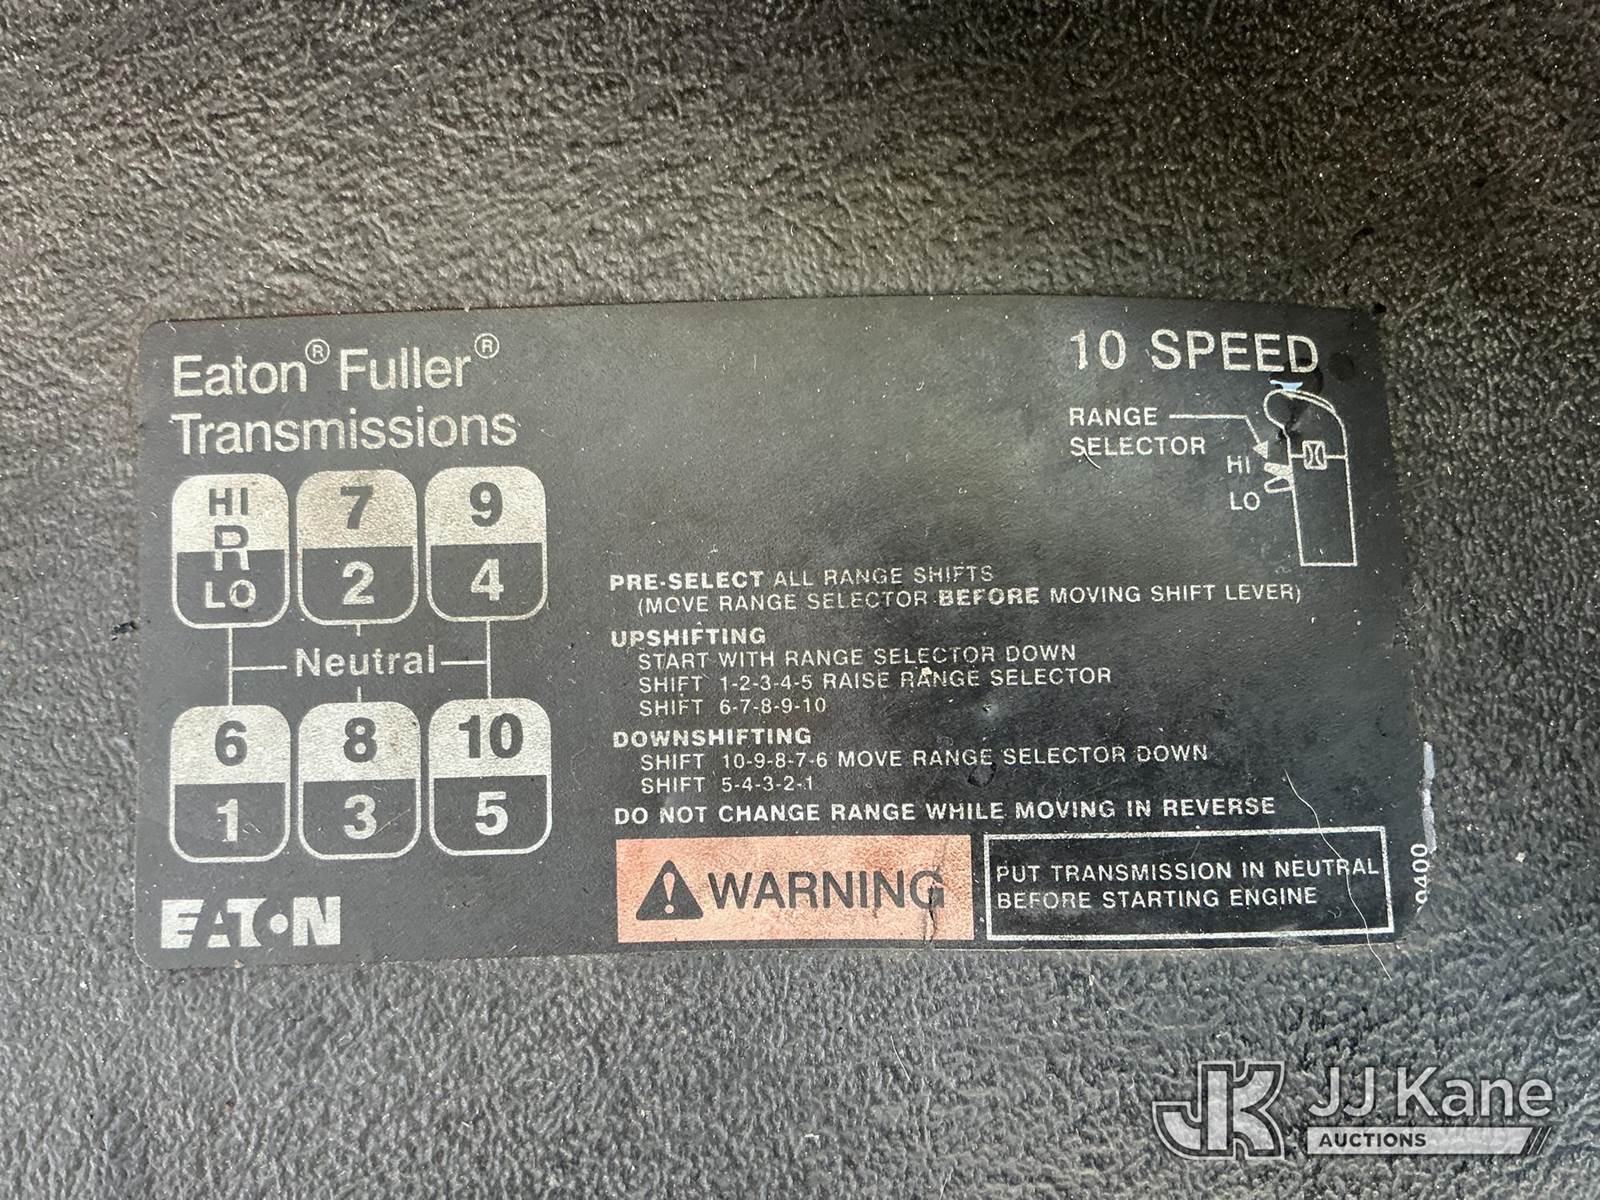 Eaton® Fuller®
Transmissions
10 SPEED
RANGE
SELECTOR
HI
LO
HI 7 9
R
LO 2 4
Neutral
6 8 10
1 3 5
EATON
PRE-SELECT ALL RANGE SHIFTS
(MOVE RANGE SELECTOR BEFORE MOVING SHIFT LEVER)
UPSHIFTING
START WITH RANGE SELECTOR DOWN
SHIFT 1-2-3-4-5 RAISE RANGE SELECTOR
SHIFT 6-7-8-9-10
DOWNSHIFTING
SHIFT 10-9-8-7-6 MOVE RANGE SELECTOR DOWN
SHIFT 5-4-3-2-1
DO NOT CHANGE RANGE WHILE MOVING IN REVERSE
WARNING
PUT TRANSMISSION IN NEUTRAL
BEFORE STARTING ENGINE
JK JJ Kane
AUCTIONS